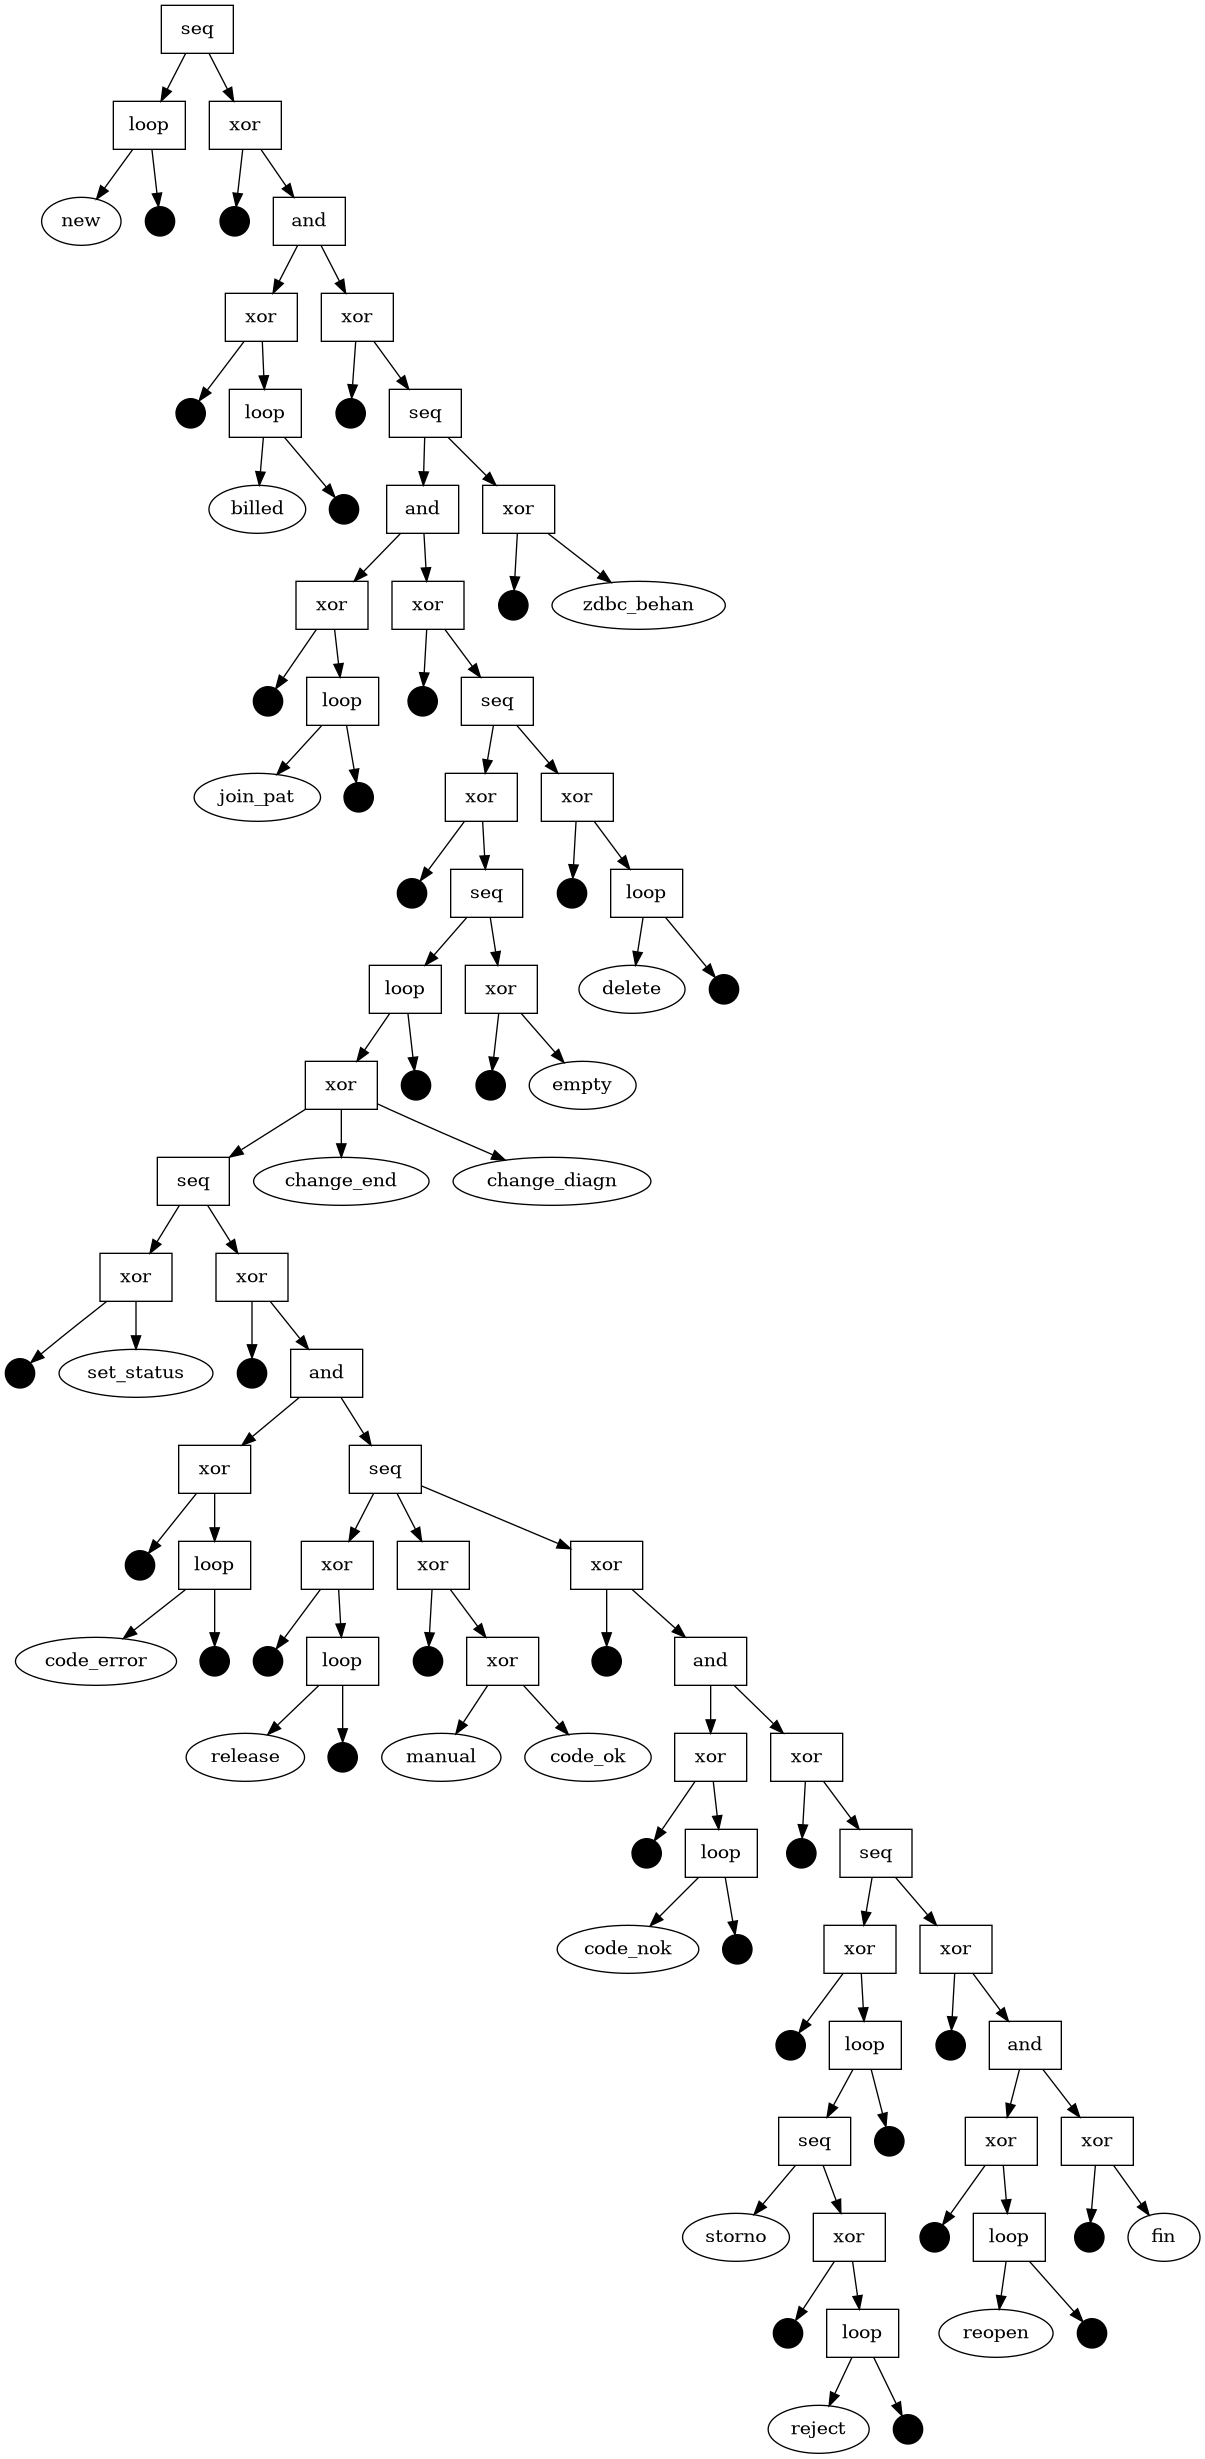 seq
loop xor
new and
xor xor
loop seq
billed and xor
xor xor zdbc_behan
loop seq
join_pat xor xor
seq loop
loop xor delete
xor empty
seq change_end change_diagn
xor xor
set_status and
xor seq
loop xor xor xor
code_error loop xor and
release manual code_ok xor xor
loop seq
code_nok xor xor
loop and
seq xor xor
storno xor loop fin
loop reopen
reject